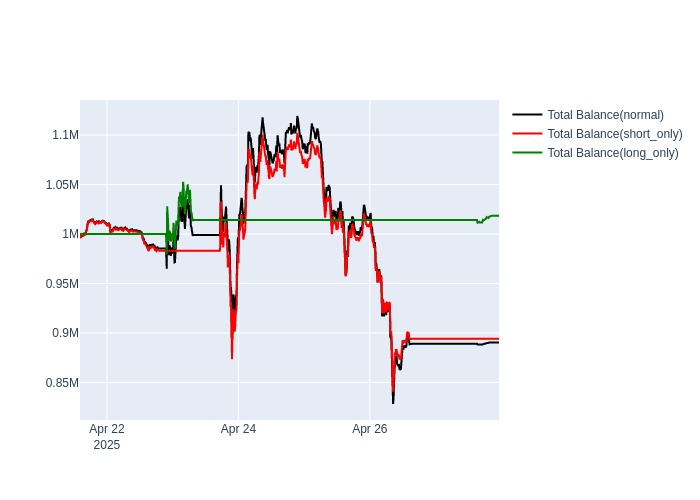 Total Balance(normal)
Total Balance(short_only)
Total Balance(long_only)
1.1M
1.05M
1M
0.95M
0.9M
0.85M
Apr 22
2025
Apr 24
Apr 26